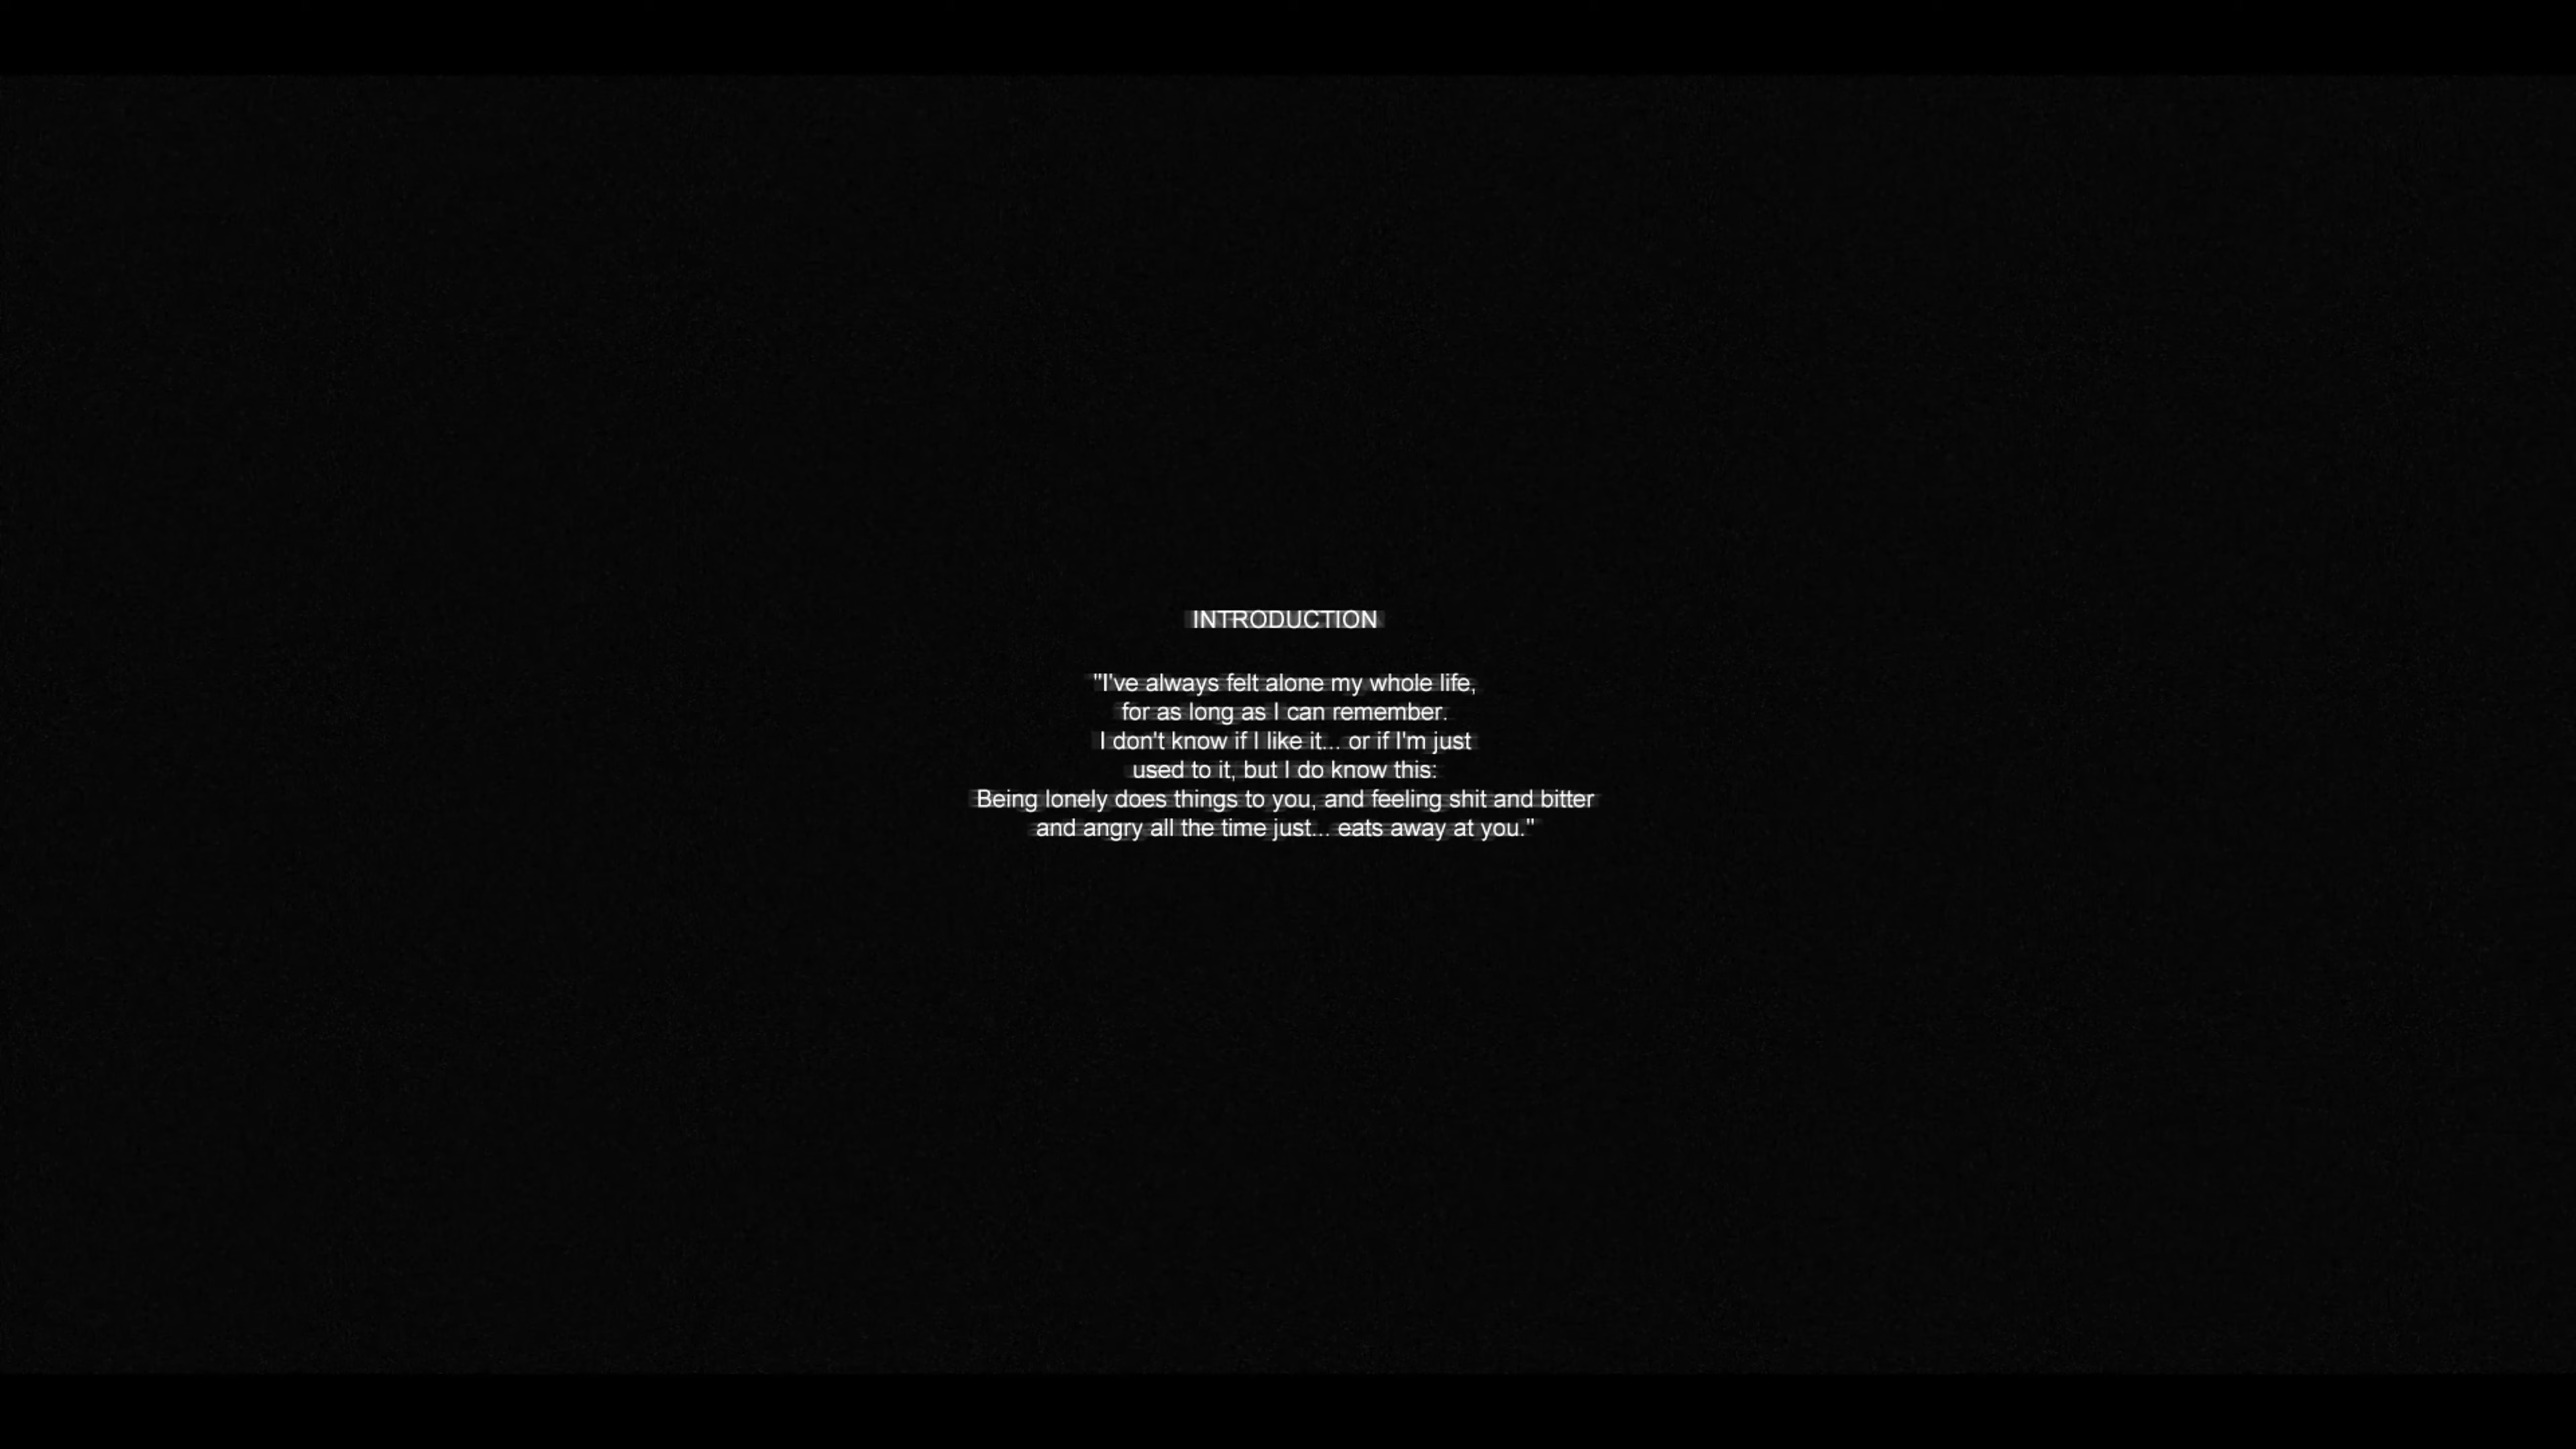 INTRODUCTION
"I've always felt alone my whole life,
for as long as I can remember.
I don't know if I like it... or if I'm just
used to it, but I do know this:
Being lonely does things to you, and feeling shit and bitter
and angry all the time just... eats away at you."